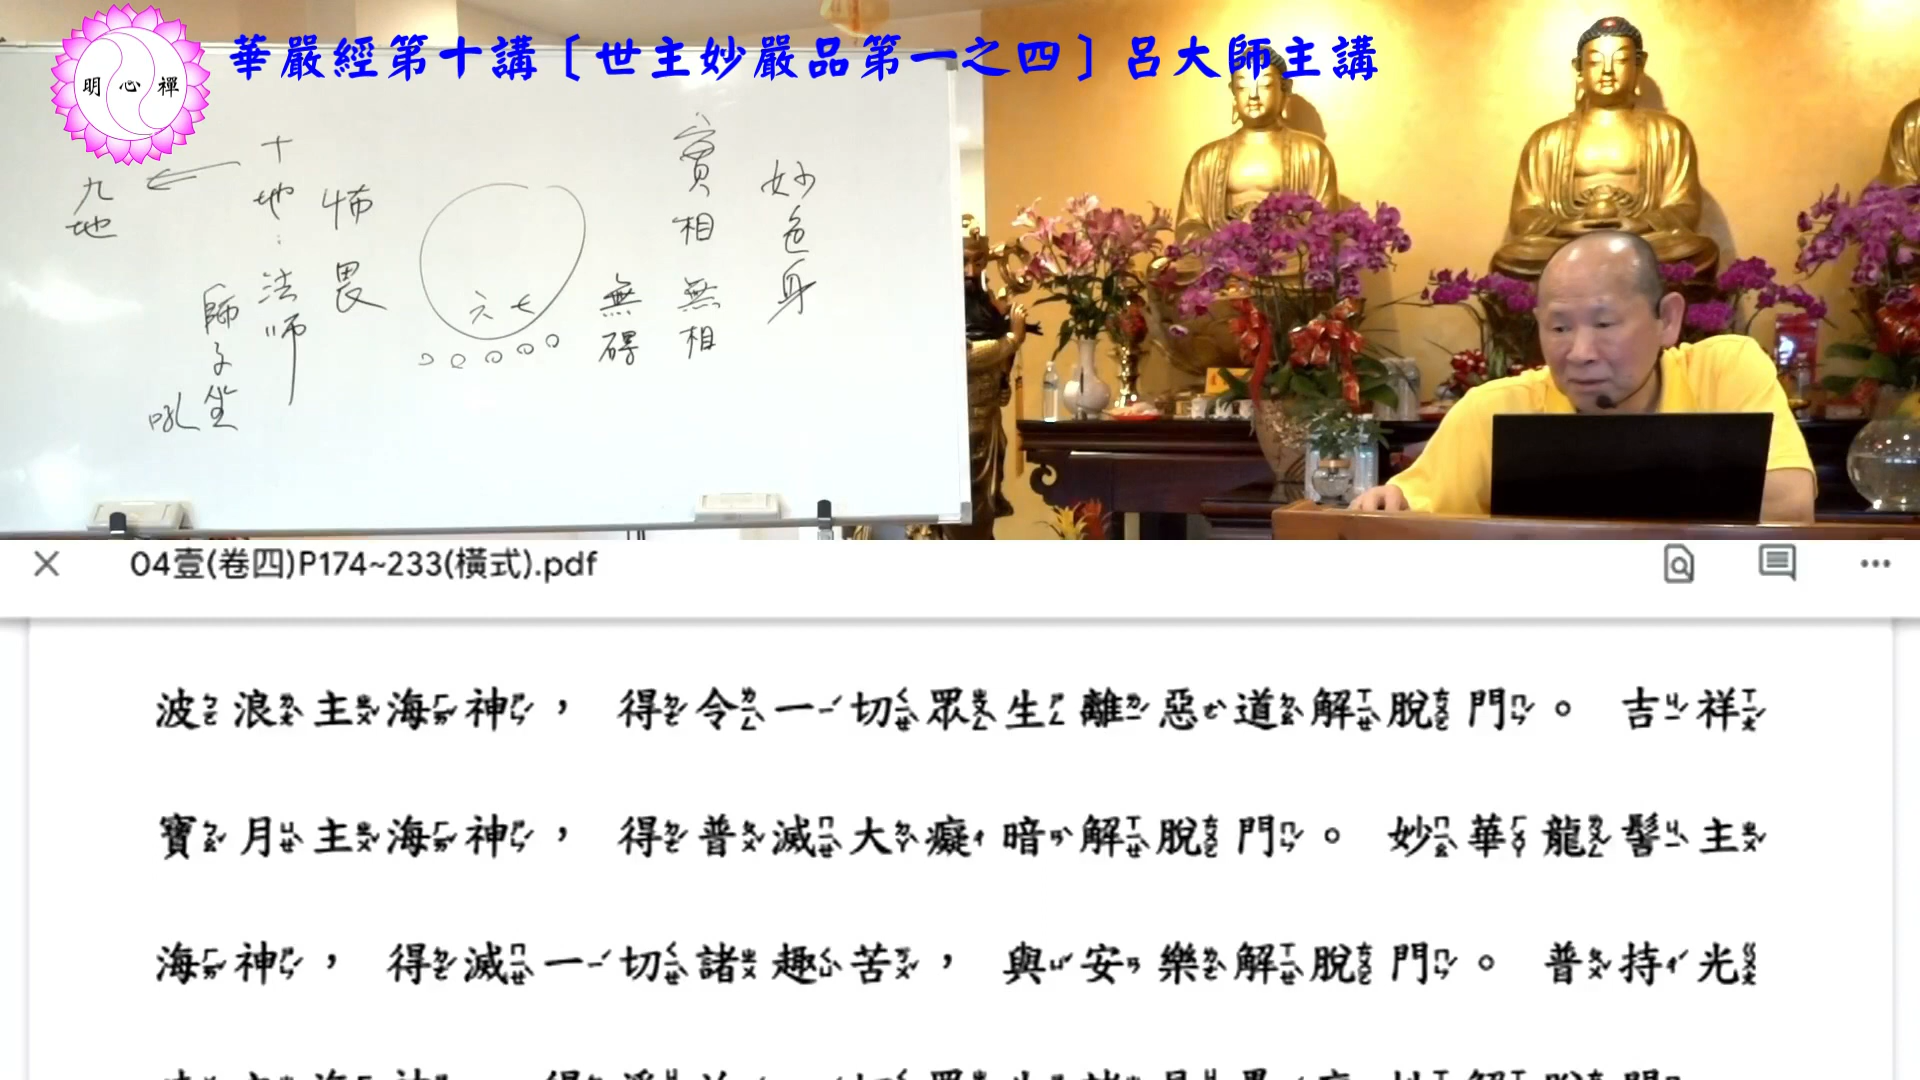 明心禪
華嚴經第十講〔世主妙嚴品第一之四〕呂大師主講
妙色身
實相無相
無礙
六七
怖畏
十地:法師
師子坐
吼
九地
04壹(卷四)P174~233(橫式).pdf
波浪主海神，得令一切眾生離惡道解脫門。吉祥
寶月主海神，得普滅大癡暗解脫門。妙華龍髻主
海神，得滅一切諸趣苦，與安樂解脫門。普持光